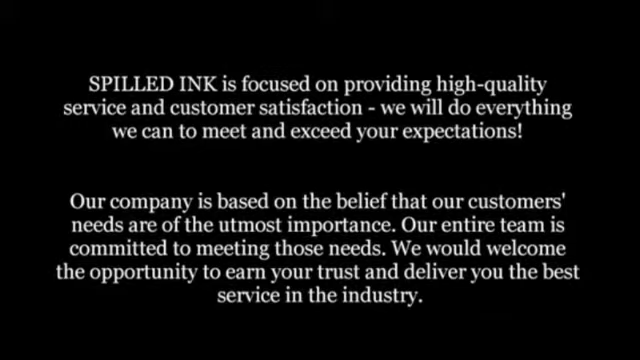 SPILLED INK is focused on providing high-quality
service and customer satisfaction - we will do everything
we can to meet and exceed your expectations!
Our company is based on the belief that our customers'
needs are of the utmost importance. Our entire team is
committed to meeting those needs. We would welcome
the opportunity to earn your trust and deliver you the best
service in the industry.